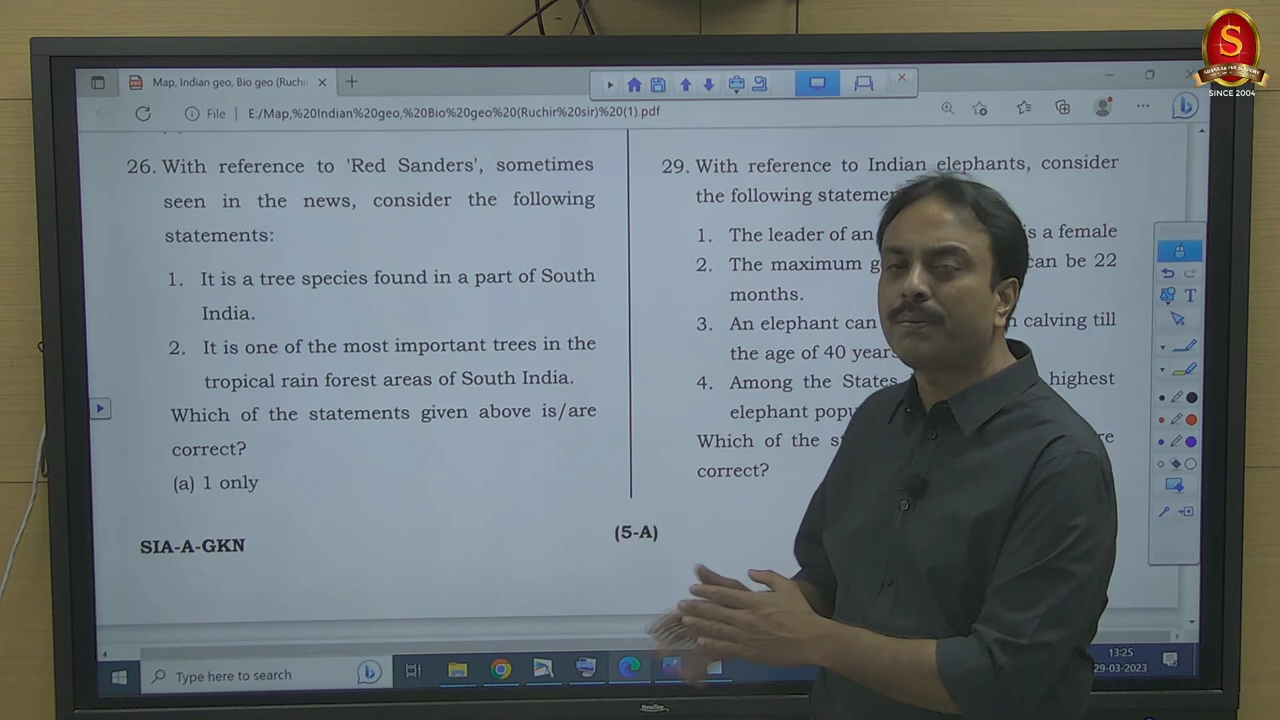 S
SHANKAR IAS ACADEMY
SINCE 2004
Map, Indian geo, Bio geo (Ruchi
File
E:/Map,%20Indian%20geo,%20Bio%20geo%20(Ruchir%20sir)%20(1).pdf
26. With reference to 'Red Sanders', sometimes
seen in the news, consider the following
statements:
1. It is a tree species found in a part of South
India.
2. It is one of the most important trees in the
tropical rain forest areas of South India.
Which of the statements given above is/are
correct?
(a) 1 only
SIA-A-GKN
(5-A)
29. With reference to Indian elephants, consider
the following
1. The leader of an is a female
2. The maximum can be 22
months.
3. An elephant can calving till
the age of 40
4. Among the States highest
elephant
Which of the
correct?
T
Type here to search
13:25
29-03-2023
Newline